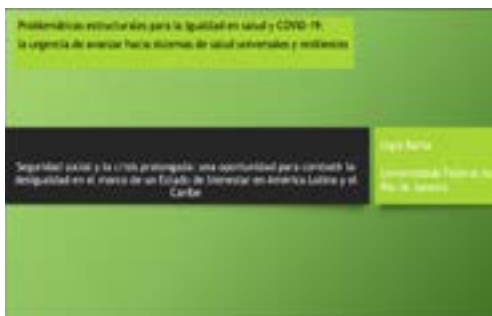 Problemáticas estructurales para la igualdad en salud y COVID-19:
la urgencia de avanzar hacia sistemas de salud universales y resilientes
Seguridad social y la crisis prolongada: una oportunidad para combatir la
desigualdad en el marco de un Estado de Bienestar en América Latina y el
Caribe
Universidade Federal
Rio de Janeiro